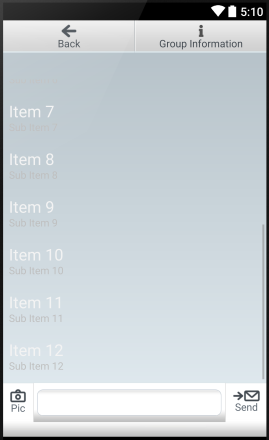 5:10
Back
Group Information
Item 7
Sub Item 7
Item 8
Sub Item 8
Item 9
Sub Item 9
Item 10
Sub Item 10
Item 11
Sub Item 11
Item 12
Sub Item 12
Pic
Send